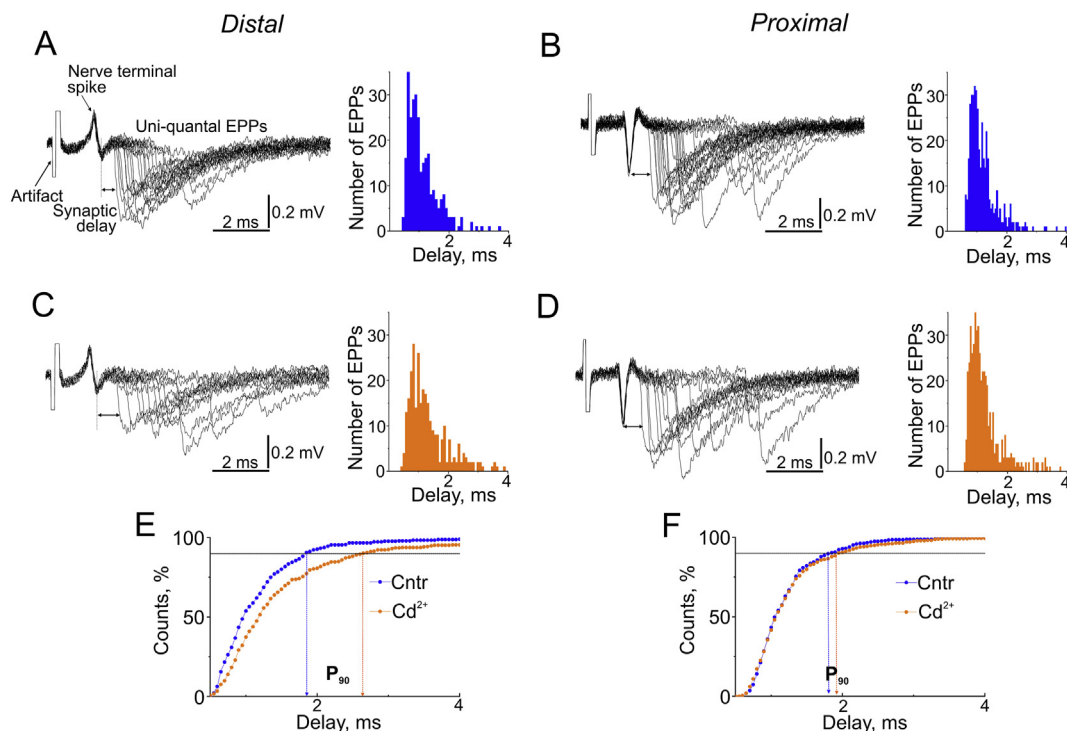 Distal
Proximal
A
Nerve terminal
spike
Uni-quantal EPPs
Artifact
Synaptic
delay
2 ms
0.2 mV
Number of EPPs
30
20
10
0
2
4
Delay, ms
B
2 ms
0.2 mV
Number of EPPs
30
20
10
0
2
4
Delay, ms
C
2 ms
0.2 mV
Number of EPPs
30
20
10
0
2
4
Delay, ms
D
2 ms
0.2 mV
Number of EPPs
30
20
10
0
2
4
Delay, ms
E
Counts, %
100
50
0
Cntr
Cd²⁺
P₉₀
2
4
Delay, ms
F
Counts, %
100
50
0
Cntr
Cd²⁺
P₉₀
2
4
Delay, ms